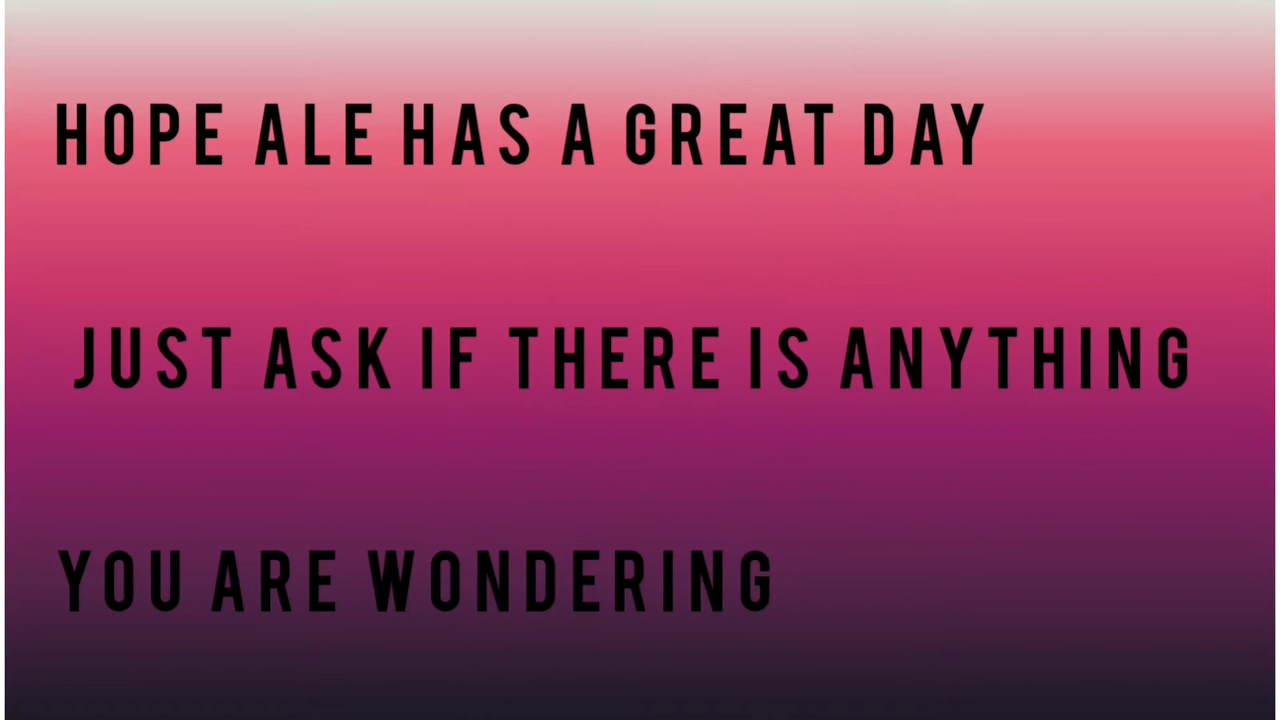 HOPE ALE HAS A GREAT DAY
JUST ASK IF THERE IS ANYTHING
YOU ARE WONDERING